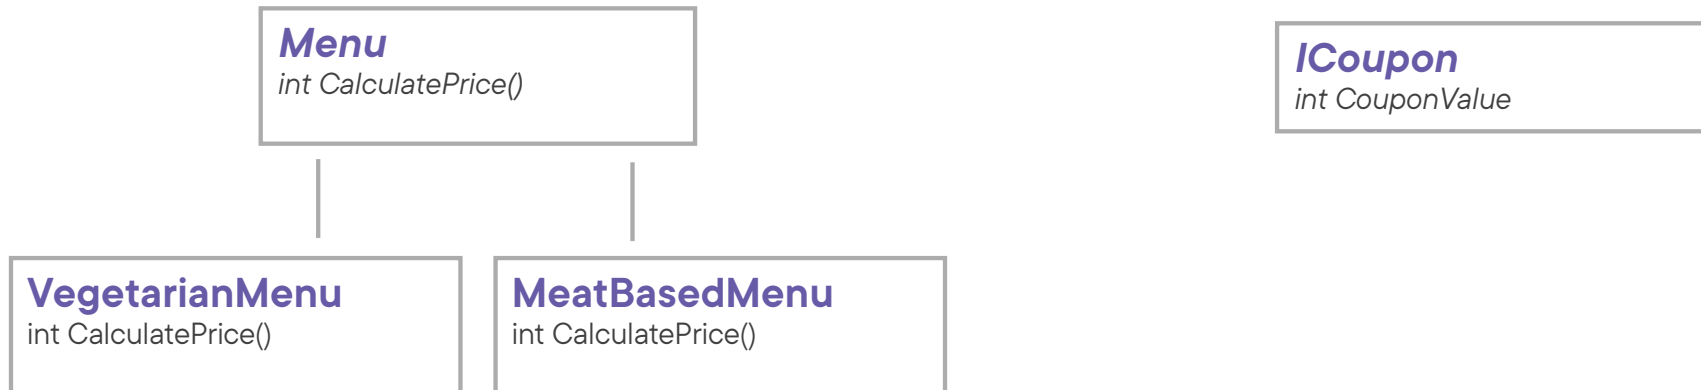 Menu
int CalculatePrice()
ICoupon
int CouponValue
VegetarianMenu
int CalculatePrice()
MeatBasedMenu
int CalculatePrice()